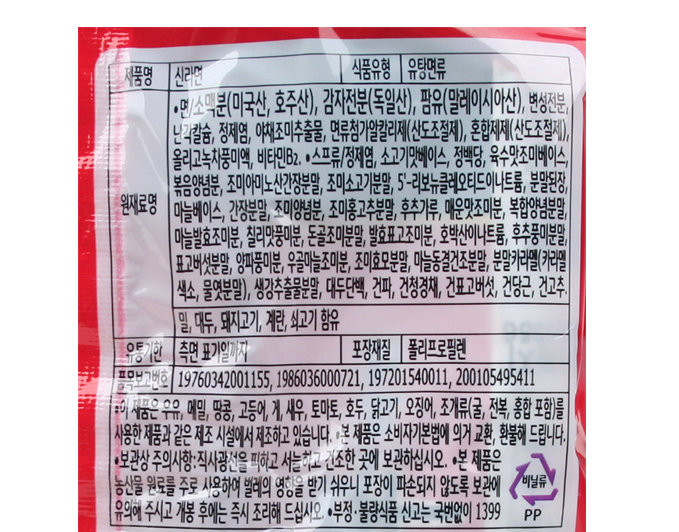 제품명 신라면 식품유형 유탕면류
원재료명
•면/소맥분(미국산, 호주산), 감자전분(독일산), 팜유(말레이시아산), 변성전분,
난각칼슘, 정제염, 야채조미추출물, 면류첨가알칼리제(산도조절제), 혼합제제(산도조절제),
올리고녹차풍미액, 비타민B₂. •스프류/정제염, 소고기맛베이스, 정백당, 육수맛조미베이스,
볶음양념분, 조미아미노산간장분말, 조미소고기분말, 5'-리보뉴클레오티드이나트륨, 분말된장,
마늘베이스, 간장분말, 조미양념분, 조미홍고추분말, 후추가루, 매운맛조미분, 복합양념분말,
마늘발효조미분, 칠리맛풍미분, 돈골조미분말, 발효표고조미분, 호박산이나트륨, 후추풍미분말,
표고버섯분말, 양파풍미분, 우골마늘조미분, 조미효모분말, 마늘동결건조분말, 분말카라멜(카라멜
색소, 물엿분말), 생강추출물분말, 대두단백, 건파, 건청경채, 건표고버섯, 건당근, 건고추.
밀, 대두, 돼지고기, 계란, 쇠고기 함유
유통기한 측면 표기일까지 포장재질 폴리프로필렌
품목보고번호 19760342001155, 1986036000721, 197201540011, 200105495411
•이 제품은 우유, 메밀, 땅콩, 고등어, 게, 새우, 토마토, 호두, 닭고기, 오징어, 조개류(굴, 전복, 홍합 포함)를
사용한 제품과 같은 제조 시설에서 제조하고 있습니다. •본 제품은 소비자기본법에 의거 교환, 환불해 드립니다.
•보관상 주의사항:직사광선을 피하고 서늘하고 건조한 곳에 보관하십시오. •본 제품은
농산물 원료를 주로 사용하여 벌레의 영향을 받기 쉬우니 포장이 파손되지 않도록 보관에
유의해 주시고 개봉 후에는 즉시 조리해 드십시오. •부정·불량식품 신고는 국번없이 1399
비닐류
PP